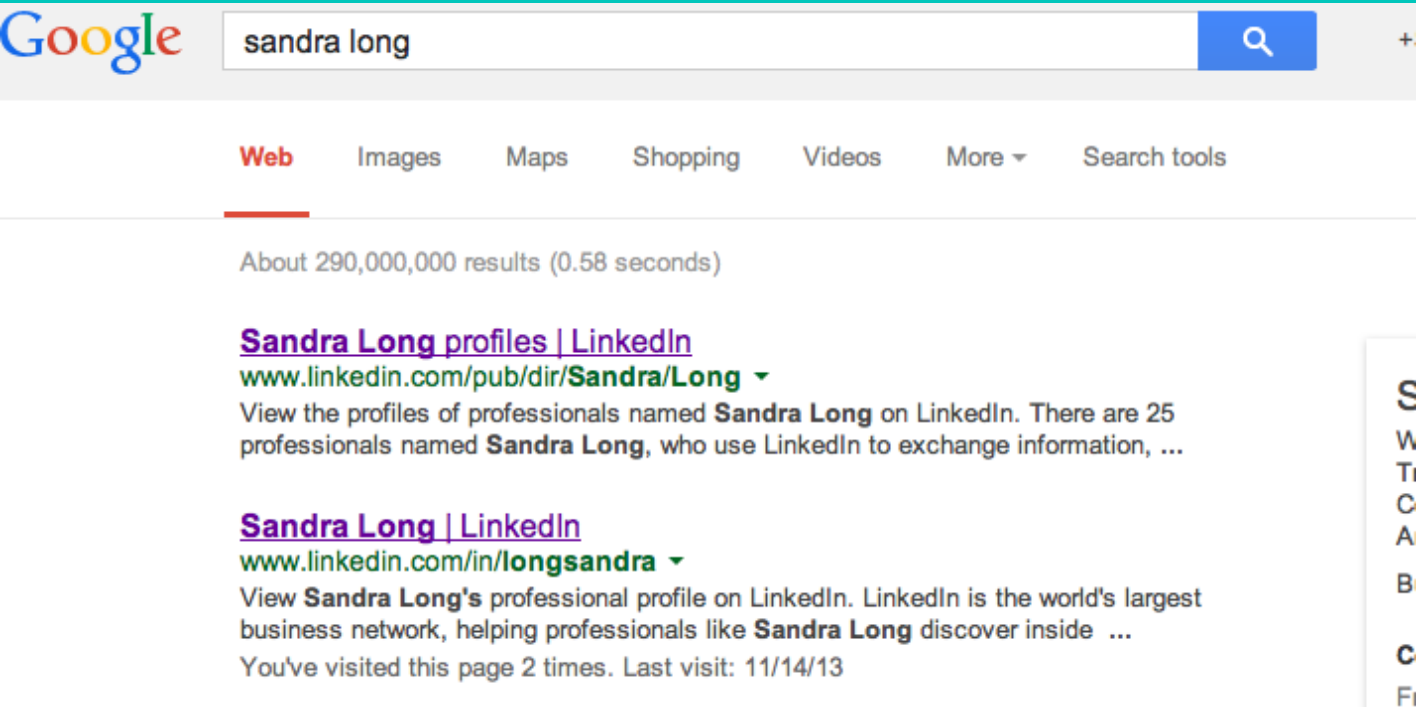 Google
sandra long
Web Images Maps Shopping Videos More Search tools
About 290,000,000 results (0.58 seconds)
Sandra Long profiles | LinkedIn
www.linkedin.com/pub/dir/Sandra/Long
View the profiles of professionals named Sandra Long on LinkedIn. There are 25
professionals named Sandra Long, who use LinkedIn to exchange information, ...
Sandra Long | LinkedIn
www.linkedin.com/in/longsandra
View Sandra Long's professional profile on LinkedIn. LinkedIn is the world's largest
business network, helping professionals like Sandra Long discover inside ...
You've visited this page 2 times. Last visit: 11/14/13